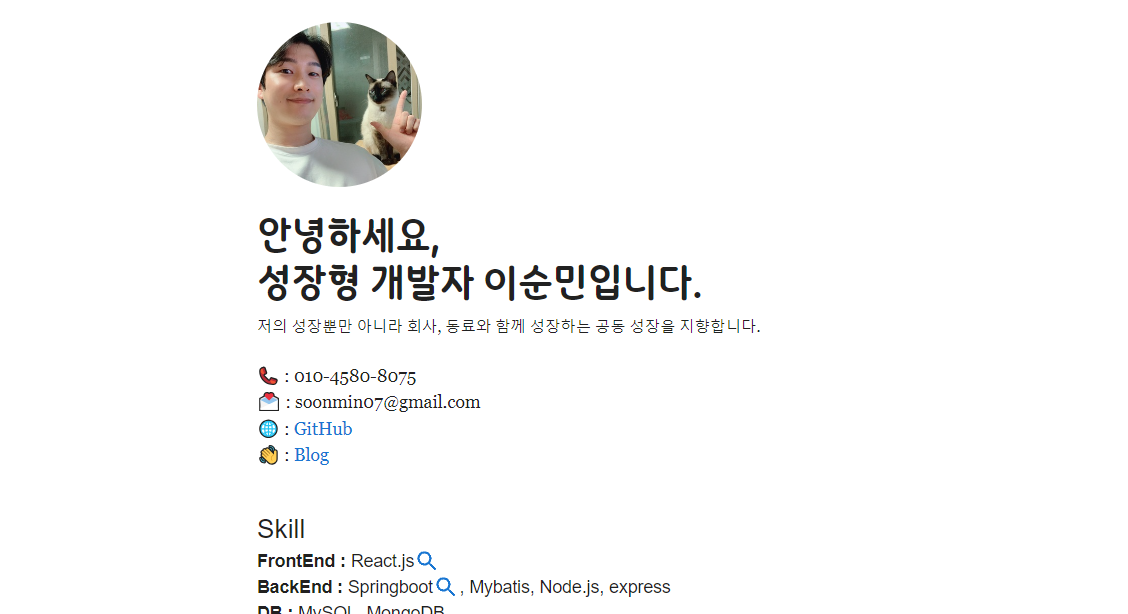 안녕하세요,
성장형 개발자 이순민입니다.
저의 성장뿐만 아니라 회사, 동료와 함께 성장하는 공동 성장을 지향합니다.
: 010-4580-8075
: soonmin07@gmail.com
: GitHub
: Blog
Skill
FrontEnd : React.js
BackEnd : Springboot , Mybatis, Node.js, express
DB : MySQL, MongoDB